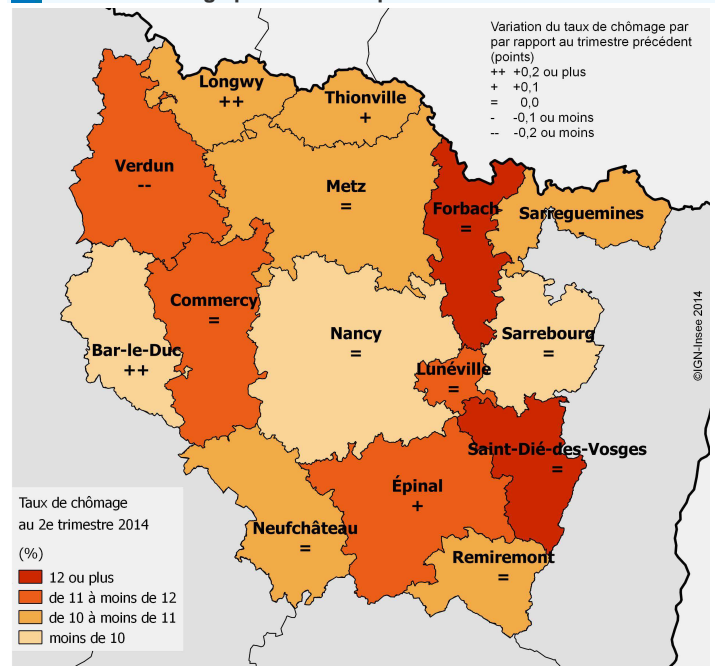 Variation du taux de chômage par
par rapport au trimestre précédent
(points)
++ +0,2 ou plus
+ +0,1
= 0,0
- -0,1 ou moins
-- -0,2 ou moins
Longwy
++
Thionville
+
Verdun
--
Metz
=
Forbach
=
Sarreguemines
-
Commercy
=
Nancy
=
Sarrebourg
=
Bar-le-Duc
++
Lunéville
=
Saint-Dié-des-Vosges
=
Épinal
+
Neufchâteau
=
Remiremont
=
©IGN-Insee 2014
Taux de chômage
au 2e trimestre 2014
(%)
12 ou plus
de 11 à moins de 12
de 10 à moins de 11
moins de 10